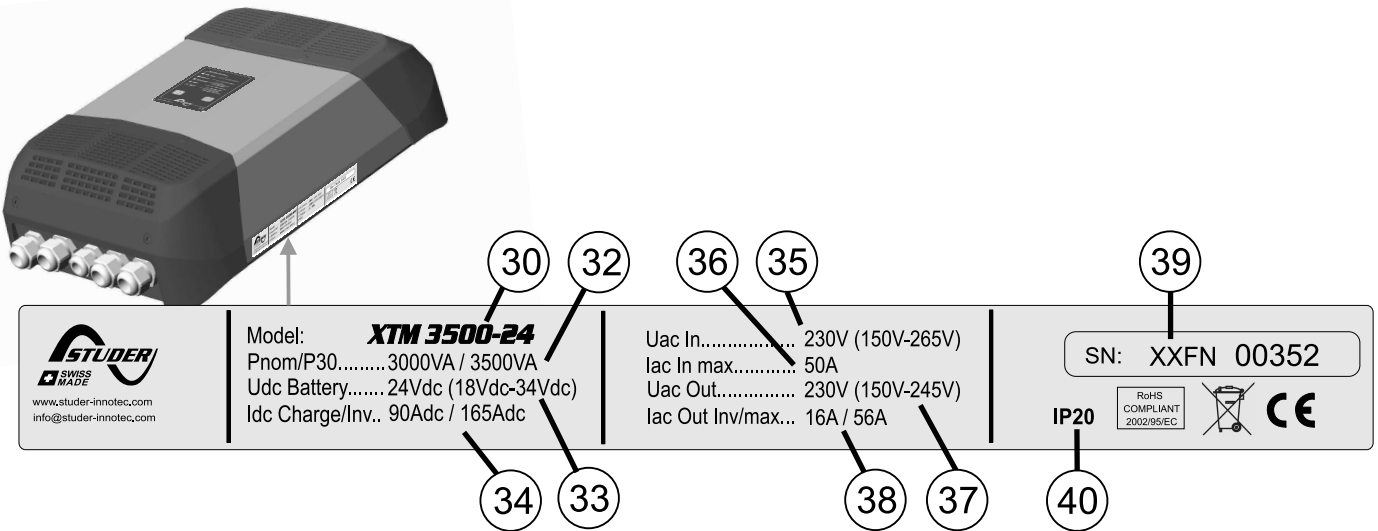 30
32
36
35
39
STUDER
SWISS
MADE
www.studer-innotec.com
info@studer-innotec.com
Model: XTM 3500-24
Pnom/P30........ 3000VA / 3500VA
Udc Battery....... 24Vdc (18Vdc-34Vdc)
Idc Charge/Inv.. 90Adc / 165Adc
Uac In................ 230V (150V-265V)
Iac In max........... 50A
Uac Out.............. 230V (150V-245V)
Iac Out Inv/max... 16A / 56A
SN: XXFN 00352
IP20
RoHS
COMPLIANT
2002/95/EC
CE
34
33
38
37
40